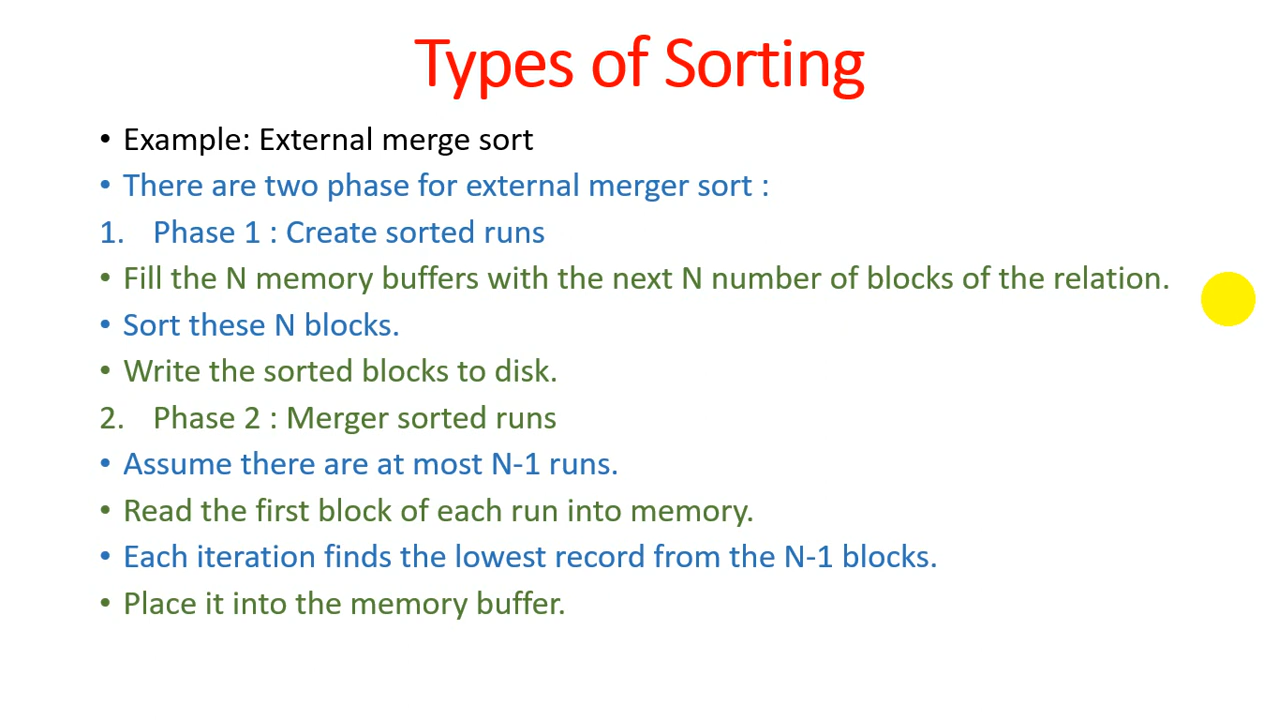 Types of Sorting
• Example: External merge sort
• There are two phase for external merger sort :
1. Phase 1 : Create sorted runs
• Fill the N memory buffers with the next N number of blocks of the relation.
• Sort these N blocks.
• Write the sorted blocks to disk.
2. Phase 2 : Merger sorted runs
• Assume there are at most N-1 runs.
• Read the first block of each run into memory.
• Each iteration finds the lowest record from the N-1 blocks.
• Place it into the memory buffer.